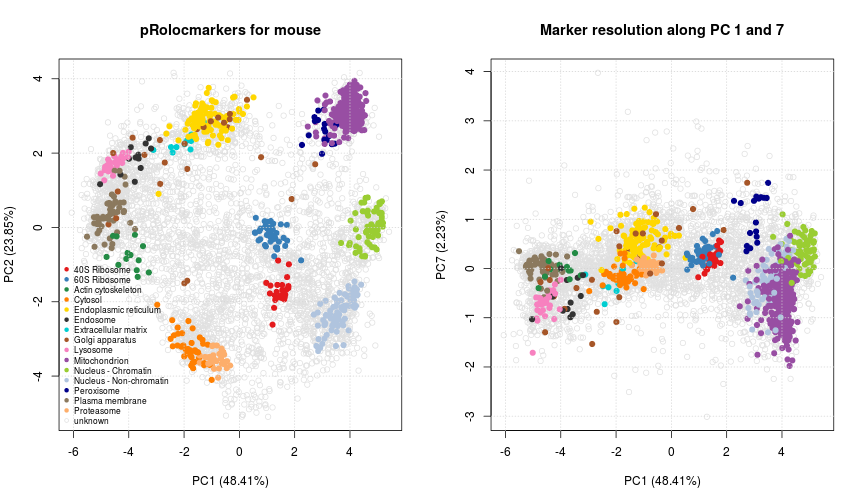 pRolocmarkers for mouse
PC2 (23.85%)
4
2
0
-2
-4
40S Ribosome
60S Ribosome
Actin cytoskeleton
Cytosol
Endoplasmic reticulum
Endosome
Extracellular matrix
Golgi apparatus
Lysosome
Mitochondrion
Nucleus - Chromatin
Nucleus - Non-chromatin
Peroxisome
Plasma membrane
Proteasome
unknown
-6 -4 -2 0 2 4
PC1 (48.41%)
Marker resolution along PC 1 and 7
PC7 (2.23%)
4
3
2
1
0
-1
-2
-3
-6 -4 -2 0 2 4
PC1 (48.41%)